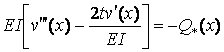 EI[v'''(x) - 2tv'(x)/EI] = -Q*(x)